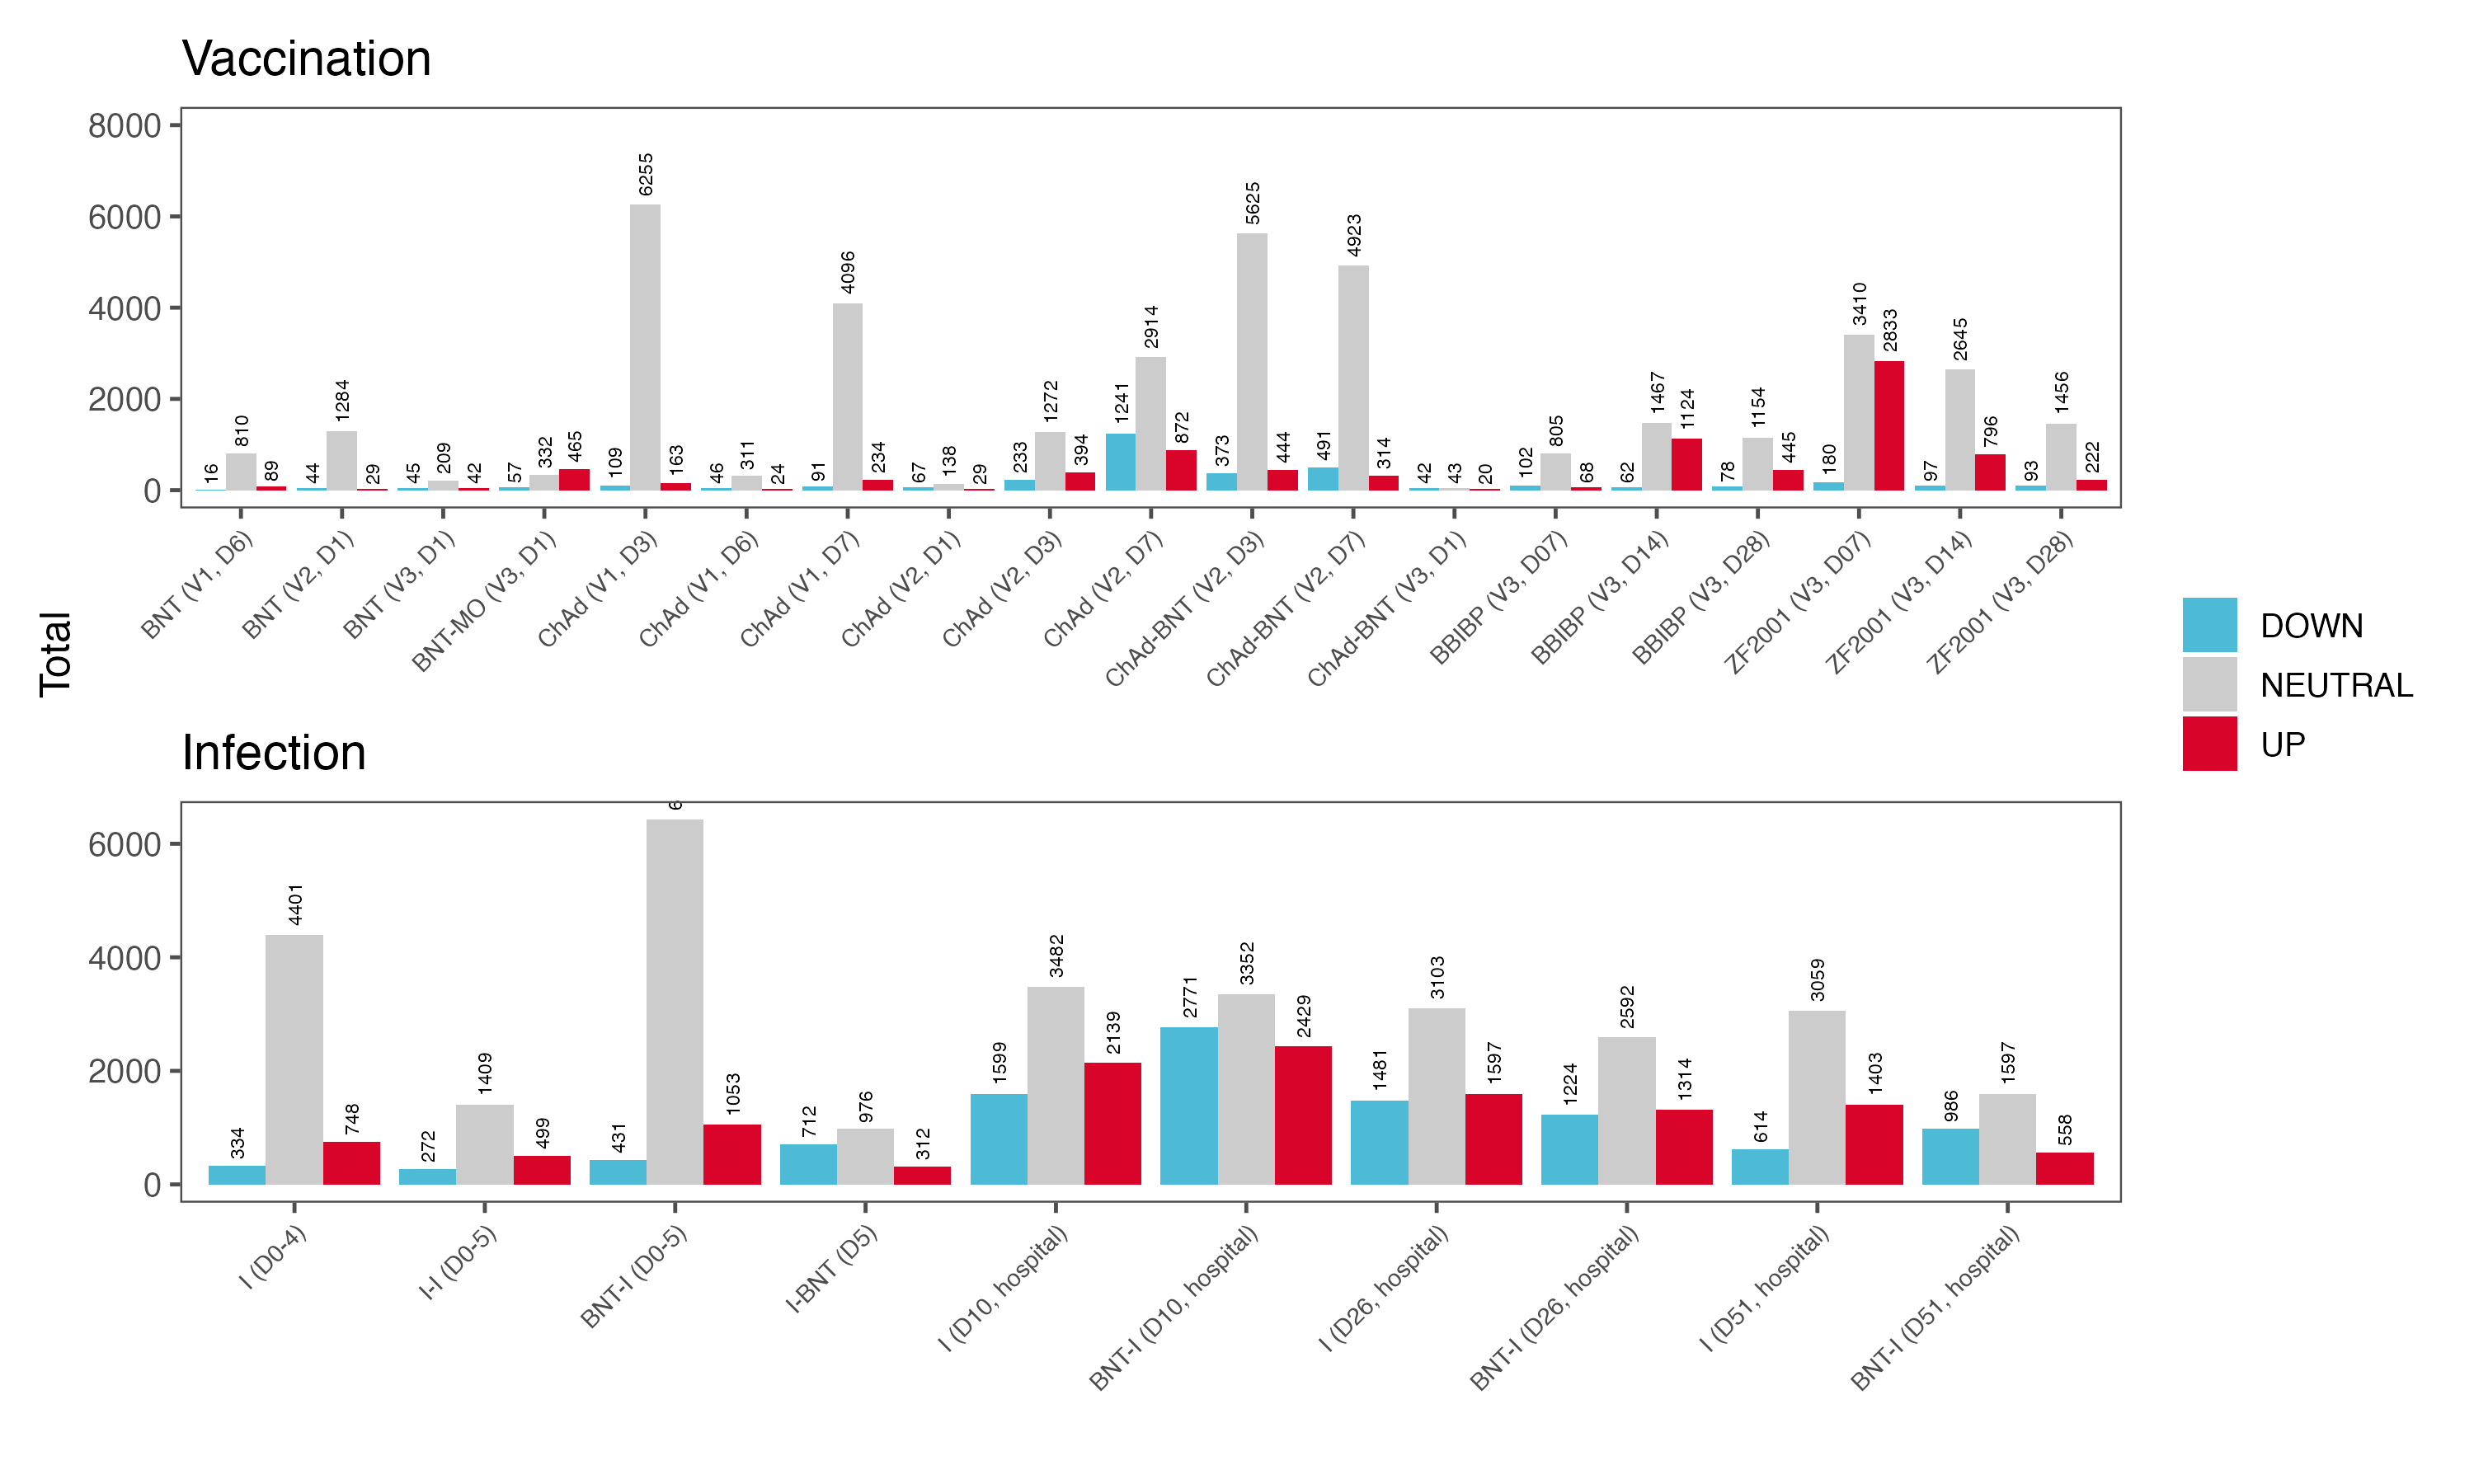 Vaccination
8000
6000
4000
2000
0
16
810
89
44
1284
29
45
209
42
57
332
465
109
6255
163
46
311
24
91
4096
234
67
138
29
233
1272
394
1241
2914
872
373
5625
444
491
4923
314
42
43
20
102
805
68
62
1467
1124
78
1154
445
180
3410
2833
97
2645
796
93
1456
222
BNT (V1, D6)
BNT (V2, D1)
BNT (V3, D1)
BNT-MO (V3, D1)
ChAd (V1, D3)
ChAd (V1, D6)
ChAd (V1, D7)
ChAd (V2, D1)
ChAd (V2, D3)
ChAd (V2, D7)
ChAd-BNT (V2, D3)
ChAd-BNT (V2, D7)
ChAd-BNT (V3, D1)
BBIBP (V3, D07)
BBIBP (V3, D14)
BBIBP (V3, D28)
ZF2001 (V3, D07)
ZF2001 (V3, D14)
ZF2001 (V3, D28)
Total
DOWN
NEUTRAL
UP
Infection
6000
4000
2000
0
334
4401
748
272
1409
499
431
1053
712
976
312
1599
3482
2139
2771
3352
2429
1481
3103
1597
1224
2592
1314
614
3059
1403
986
1597
558
I (D0-4)
I-I (D0-5)
BNT-I (D0-5)
I-BNT (D5)
I (D10, hospital)
BNT-I (D10, hospital)
I (D26, hospital)
BNT-I (D26, hospital)
I (D51, hospital)
BNT-I (D51, hospital)